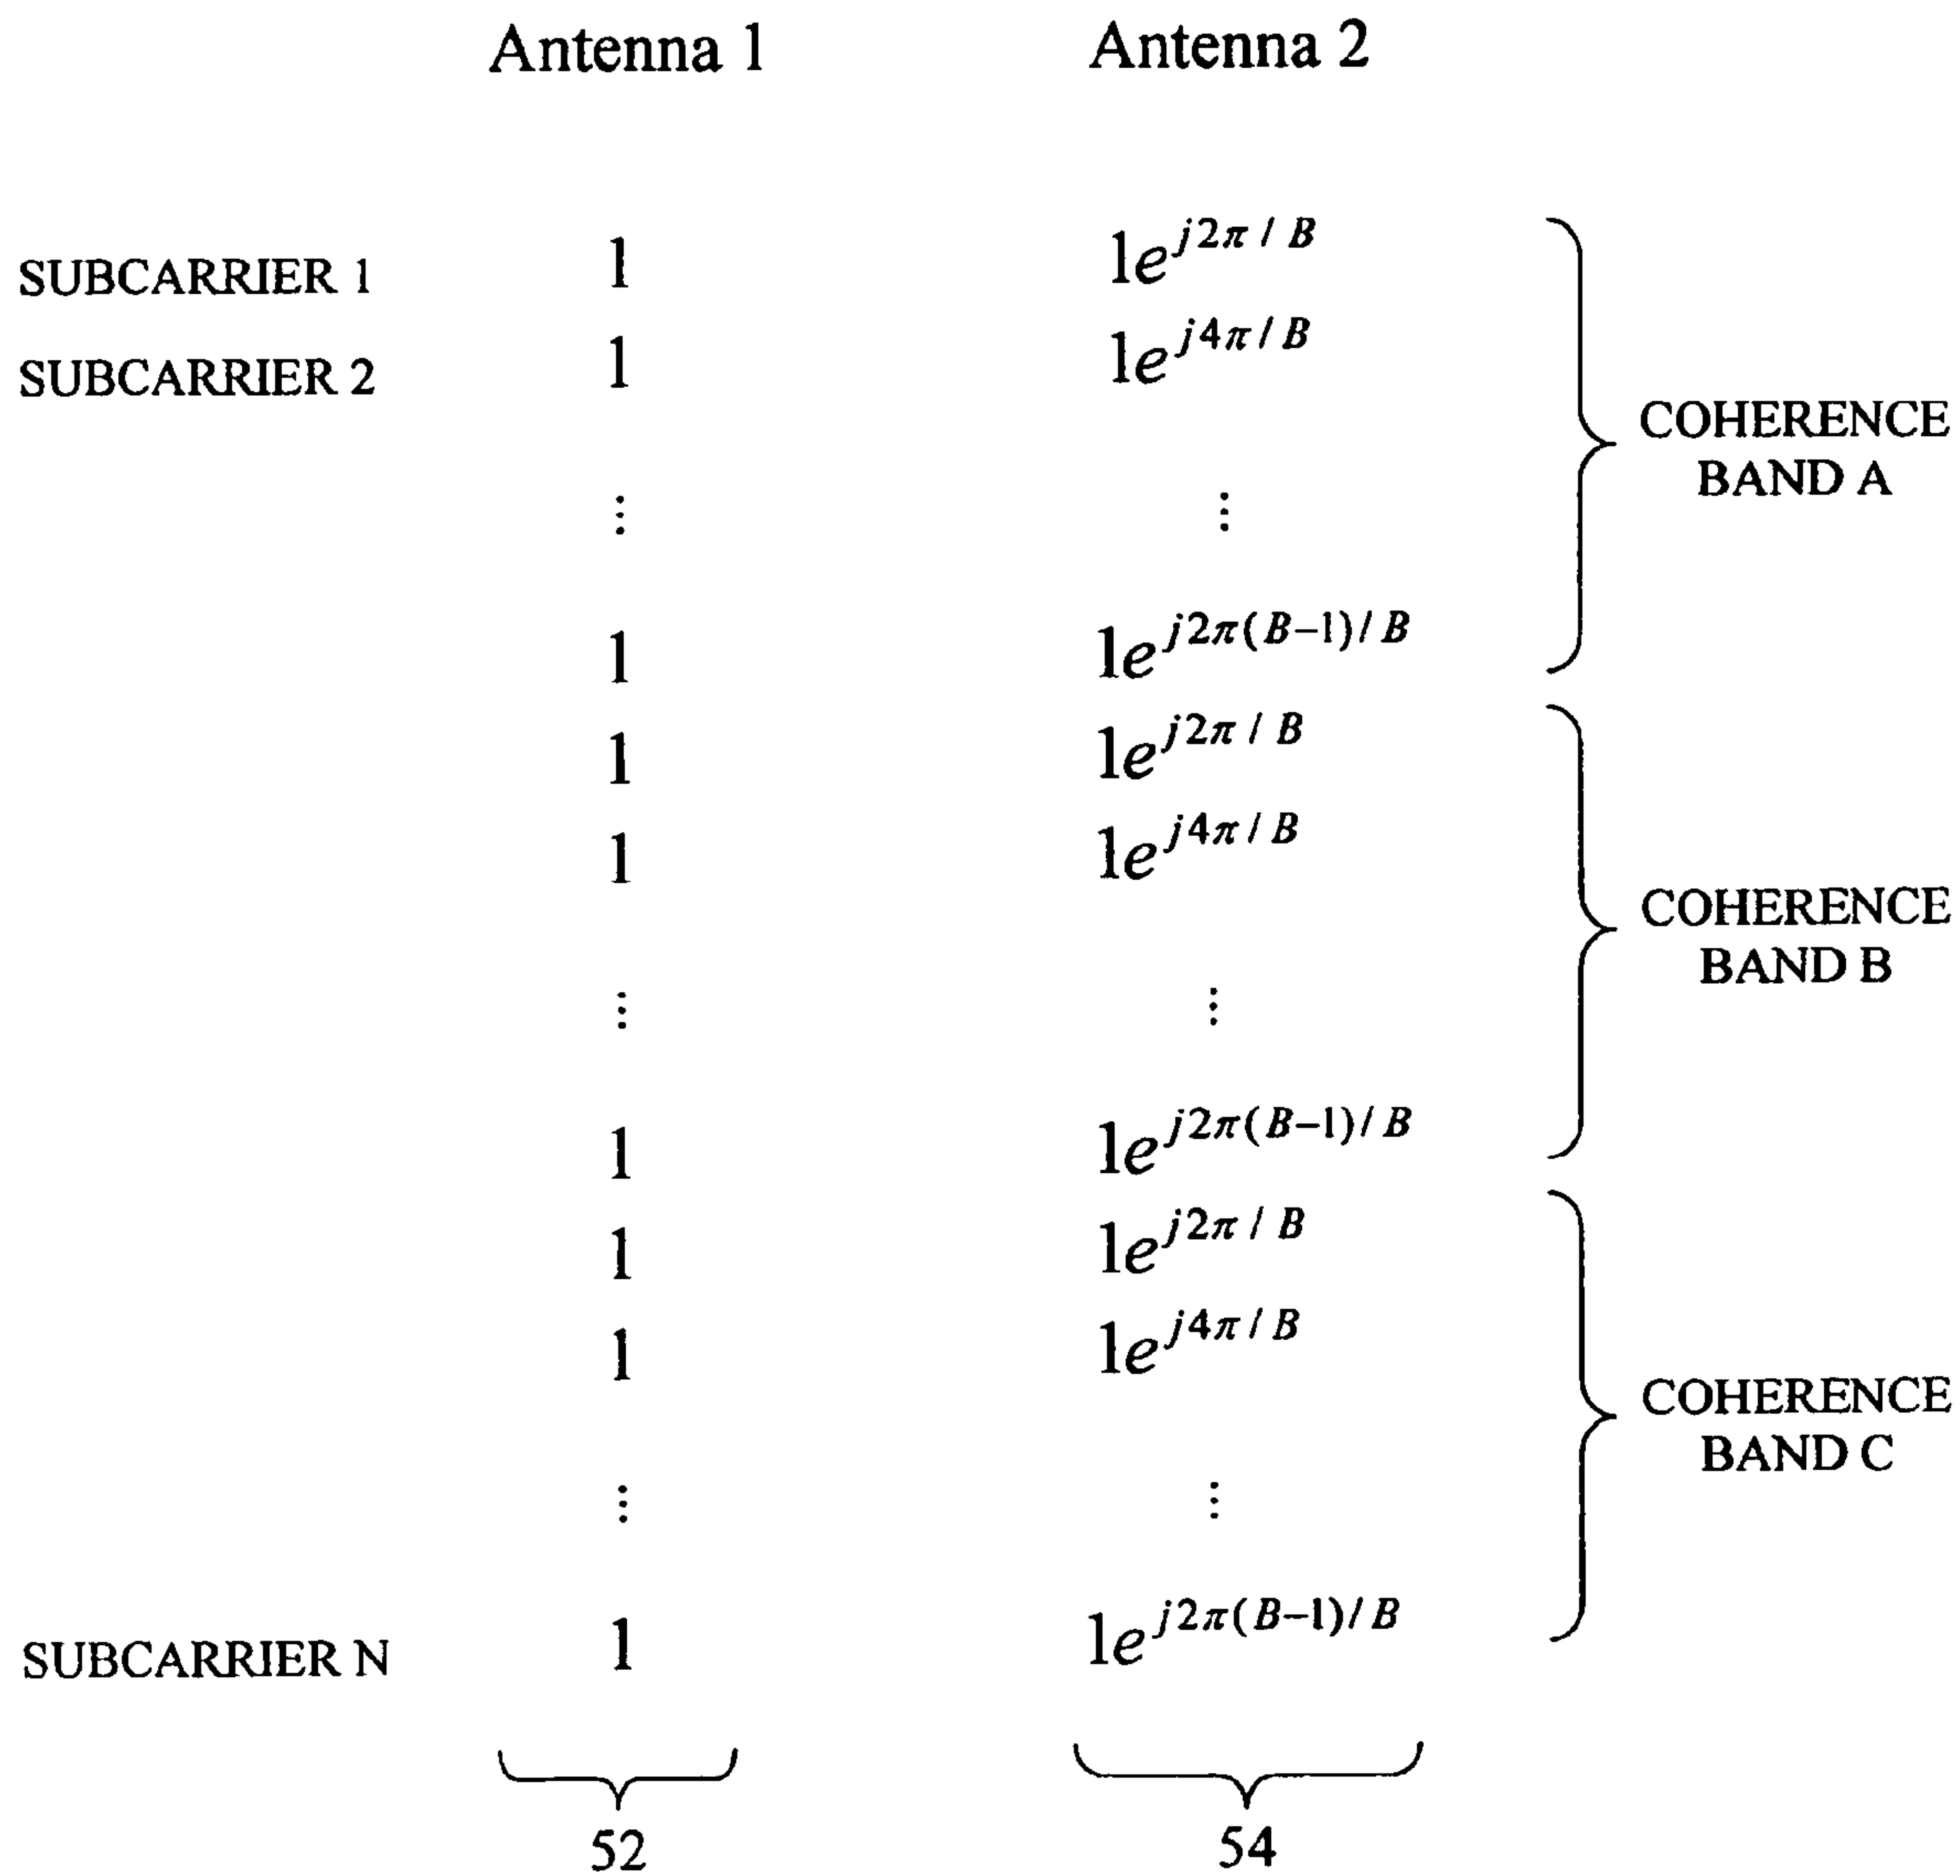 Antenna 1 Antenna 2
SUBCARRIER 1 1 1e^{j2π / B}
SUBCARRIER 2 1 1e^{j4π / B}
COHERENCE
BAND A
⋮ ⋮
1 1e^{j2π(B–1) / B}
1 1e^{j2π / B}
1 1e^{j4π / B}
COHERENCE
BAND B
⋮ ⋮
1 1e^{j2π(B–1) / B}
1 1e^{j2π / B}
1 1e^{j4π / B}
COHERENCE
BAND C
⋮ ⋮
SUBCARRIER N 1 1e^{j2π(B–1) / B}
52 54